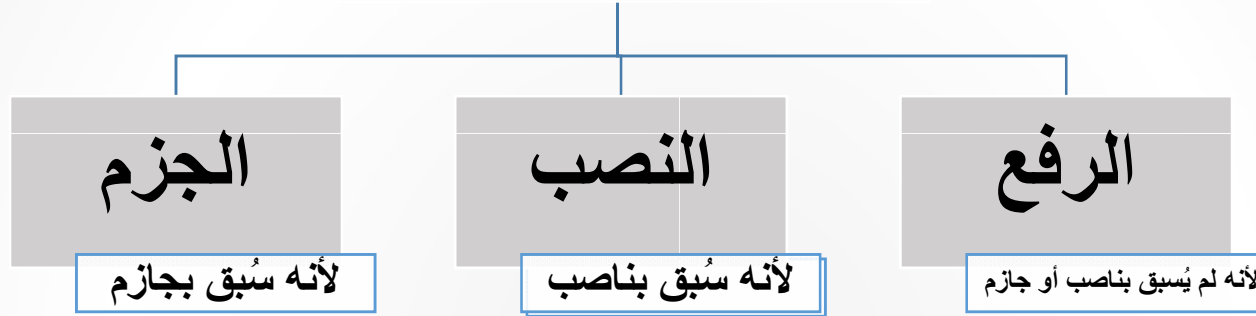 الرفع
لأنه لم يُسبق بناصب أو جازم
النصب
لأنه سُبق بناصب
الجزم
لأنه سُبق بجازم